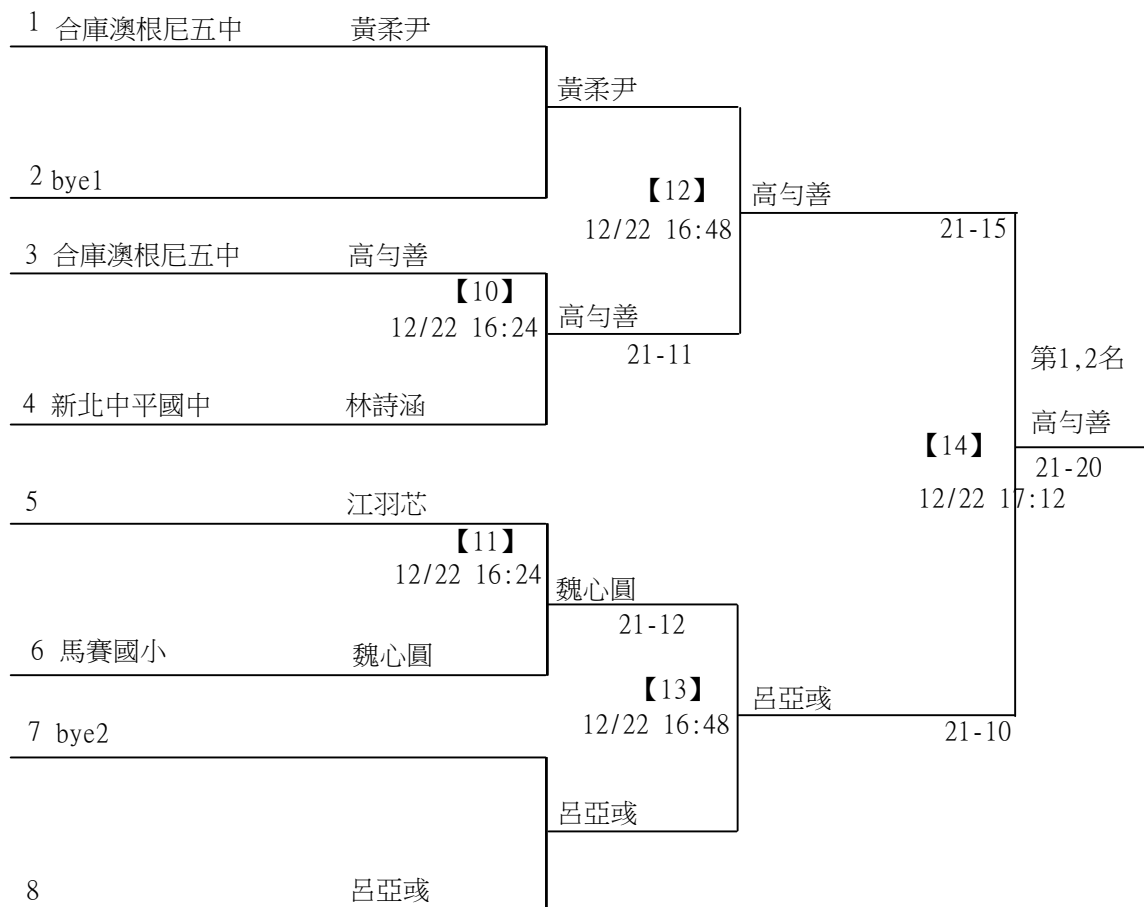 1 合庫澳根尼五中 黃柔尹
黃柔尹
2 bye1
【12】
12/22 16:48
高勻善
21-15
3 合庫澳根尼五中 高勻善
【10】
12/22 16:24
高勻善
21-11
4 新北中平國中 林詩涵
第1,2名
高勻善
21-20
【14】
12/22 17:12
5 江羽芯
【11】
12/22 16:24
魏心圓
21-12
6 馬賽國小 魏心圓
【13】
12/22 16:48
呂亞彧
21-10
7 bye2
呂亞彧
8 呂亞彧